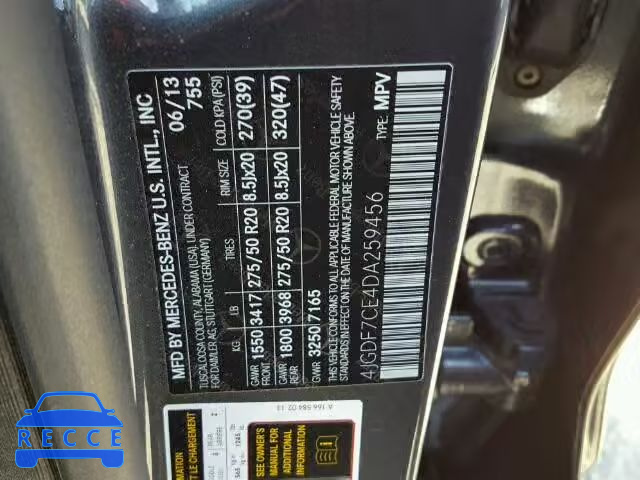 MFD BY MERCEDES-BENZ U.S. INTL., INC
TUSCALOOSA COUNTY, ALABAMA (USA), UNDER CONTRACT 06/13
FOR DAIMLER AG, STUTTGART (GERMANY) 755
KG LB TIRES RIM SIZE COLD KPA (PSI)
GAWR FRONT 1550 3417 275/50 R20 8.5Jx20 270(39)
GAWR REAR 1800 3968 275/50 R20 8.5Jx20 320(47)
GVWR 3250 7165
THIS VEHICLE CONFORMS TO ALL APPLICABLE FEDERAL MOTOR VEHICLE SAFETY
STANDARDS IN EFFECT ON THE DATE OF MANUFACTURE SHOWN ABOVE.
4JGDF7CE4DA259456 TYPE: MPV
A 166 584 02 13
MATION
T LE CHARGEMENT
SEE OWNER'S
MANUAL FOR
ADDITIONAL
INFORMATION
RECCE